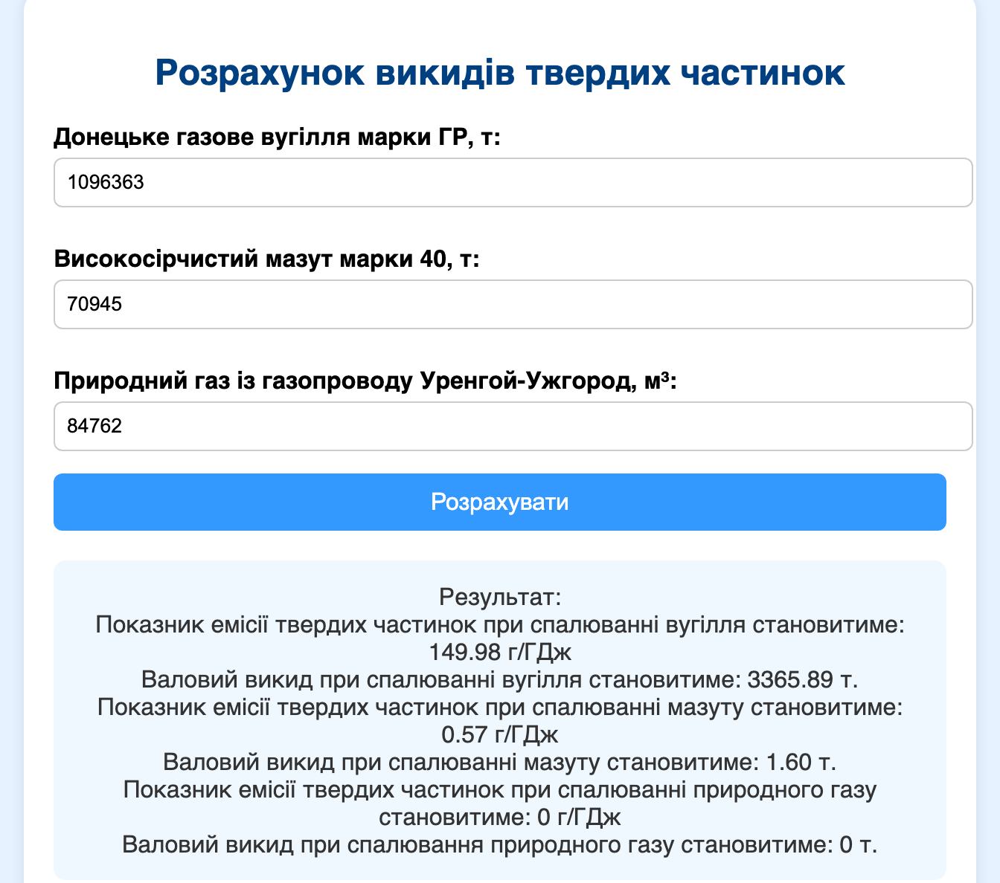 Розрахунок викидів твердих частинок
Донецьке газове вугілля марки ГР, т:
1096363
Високосірчистий мазут марки 40, т:
70945
Природний газ із газопроводу Уренгой-Ужгород, м³:
84762
Розрахувати
Результат:
Показник емісії твердих частинок при спалюванні вугілля становитиме:
149.98 г/ГДж
Валовий викид при спалюванні вугілля становитиме: 3365.89 т.
Показник емісії твердих частинок при спалюванні мазуту становитиме:
0.57 г/ГДж
Валовий викид при спалюванні мазуту становитиме: 1.60 т.
Показник емісії твердих частинок при спалюванні природного газу
становитиме: 0 г/ГДж
Валовий викид при спалювання природного газу становитиме: 0 т.